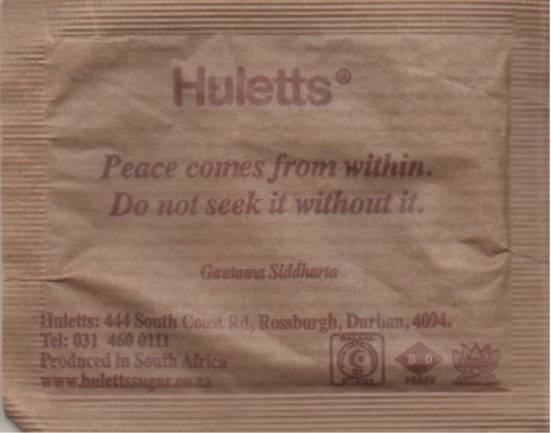 Huletts®
Peace comes from within.
Do not seek it without it.
Gautama Siddharta
Huletts: 444 South Coast Rd, Rossburgh, Durban, 4094.
Tel: 031 460 0111
Produced in South Africa
www.hulettssugar.co.za